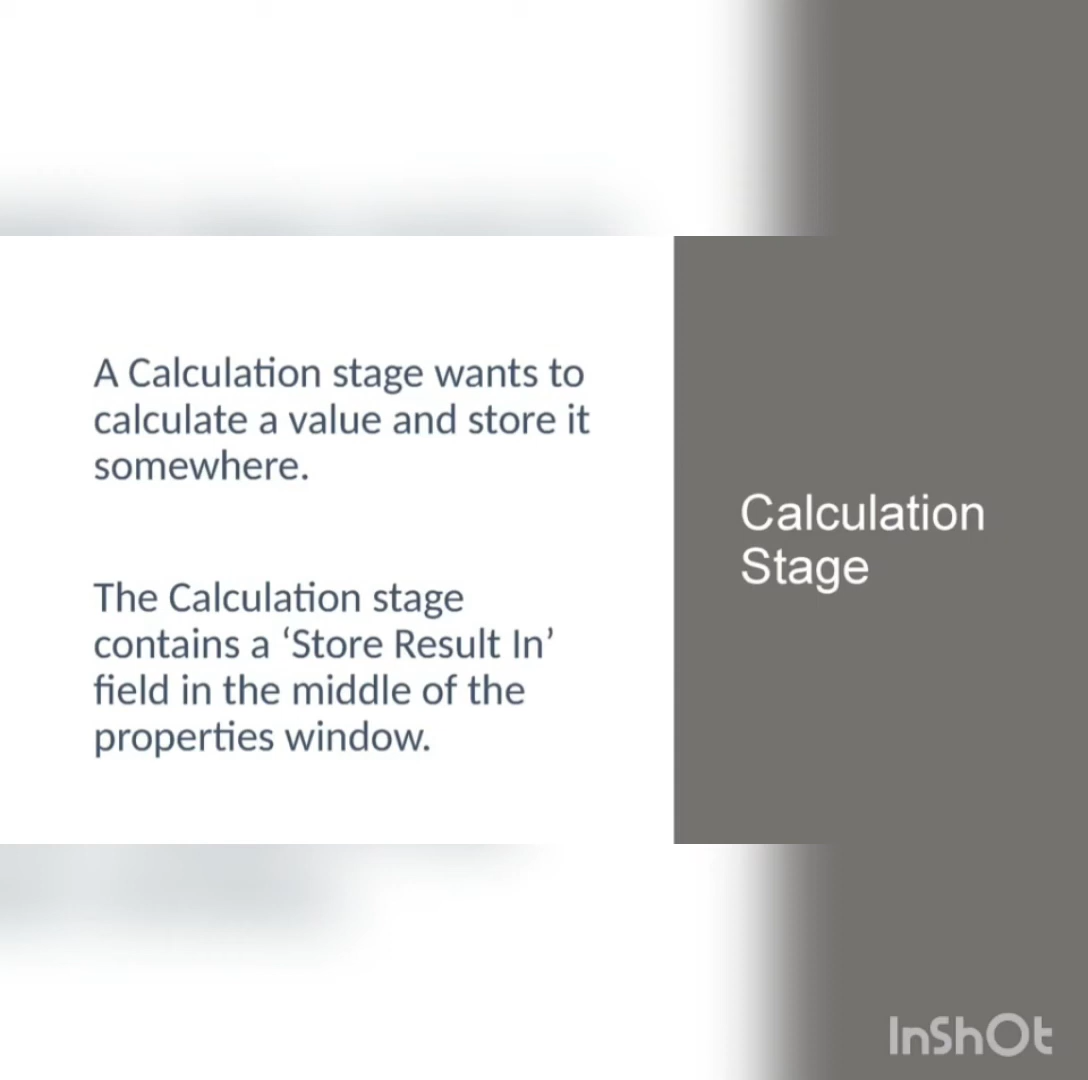 A Calculation stage wants to
calculate a value and store it
somewhere.
The Calculation stage
contains a ‘Store Result In’
field in the middle of the
properties window.
Calculation
Stage
InShOt